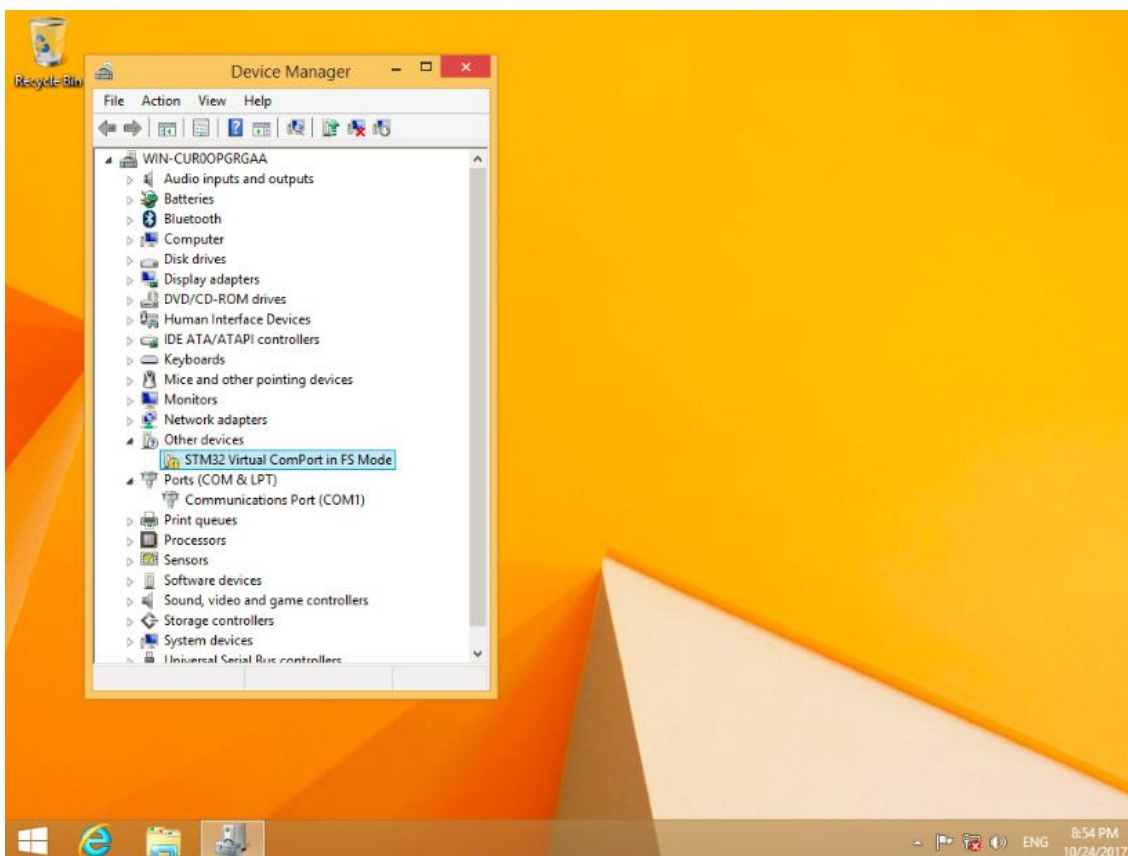 Recycle Bin
Device Manager
File Action View Help
WIN-CUR0OPGRGAA
Audio inputs and outputs
Batteries
Bluetooth
Computer
Disk drives
Display adapters
DVD/CD-ROM drives
Human Interface Devices
IDE ATA/ATAPI controllers
Keyboards
Mice and other pointing devices
Monitors
Network adapters
Other devices
STM32 Virtual ComPort in FS Mode
Ports (COM & LPT)
Communications Port (COM1)
Print queues
Processors
Sensors
Software devices
Sound, video and game controllers
Storage controllers
System devices
Universal Serial Bus controllers
ENG
8:54 PM
10/24/2017